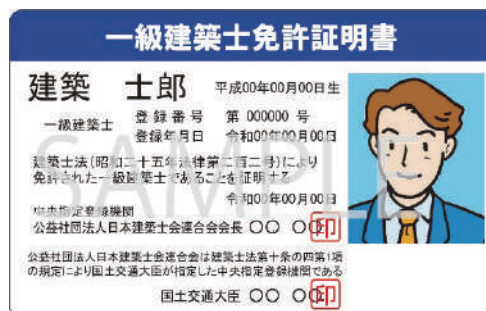 一級建築士免許証明書
建築 士郎 平成00年00月00日生
一級建築士 登録番号 第 000000 号
登録年月日 令和00年00月00日
建築士法(昭和二十五年法律第二百二号)により
免許された一級建築士であることを証明する
令和00年00月00日
中央指定登録機関
公益社団法人日本建築士会連合会会長 〇〇 〇〇 印
公益社団法人日本建築士会連合会は建築士法第十条の四第1項
の規定により国土交通大臣が指定した中央指定登録機関である
国土交通大臣 〇〇 〇〇 印
SAMPLE